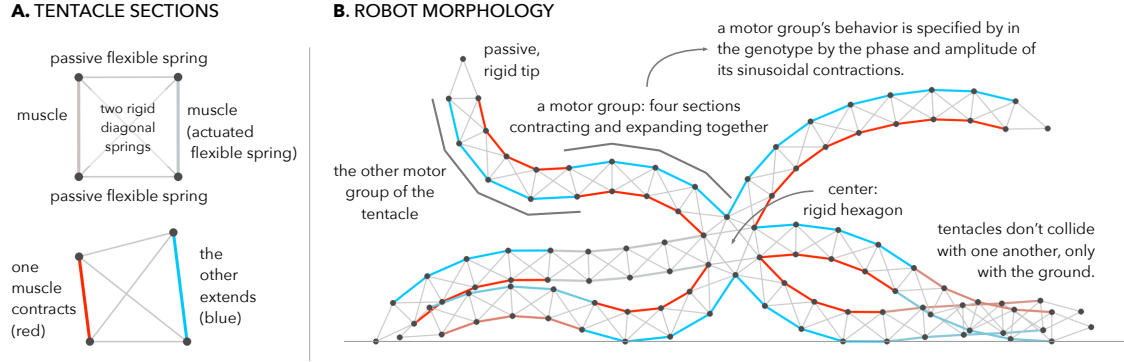 A. TENTACLE SECTIONS
passive flexible spring
muscle
two rigid
diagonal
springs
muscle
(actuated
flexible spring)
passive flexible spring
one
muscle
contracts
(red)
the
other
extends
(blue)
B. ROBOT MORPHOLOGY
passive,
rigid tip
a motor group's behavior is specified by in
the genotype by the phase and amplitude of
its sinusoidal contractions.
a motor group: four sections
contracting and expanding together
the other motor
group of the
tentacle
center:
rigid hexagon
tentacles don't collide
with one another, only
with the ground.